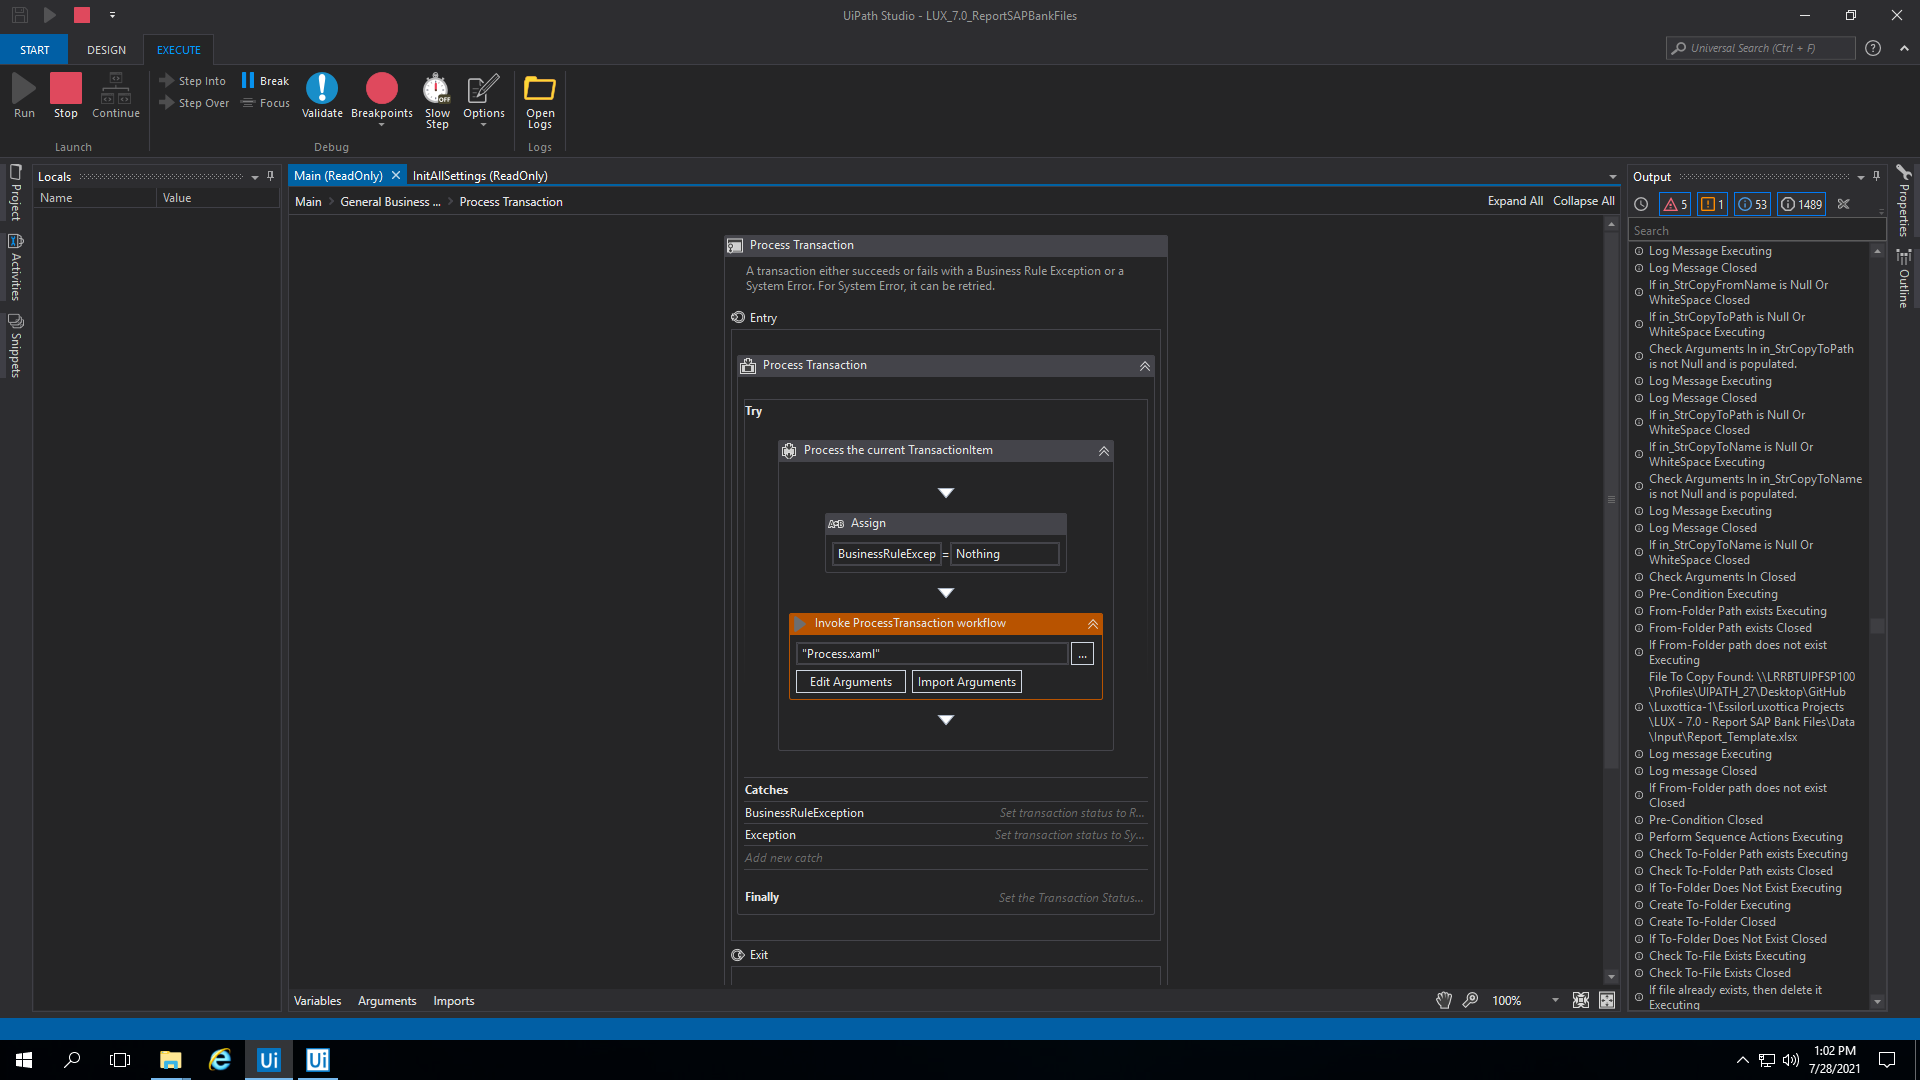 UiPath Studio - LUX_7.0_ReportSAPBankFiles
START
DESIGN
EXECUTE
Universal Search (Ctrl + F)
Run
Stop
Continue
Launch
Step Into
Step Over
Break
Focus
Validate
Breakpoints
Slow
Step
OFF
Options
Debug
Open
Logs
Logs
Project
Activities
Snippets
Locals
Name
Value
Main (ReadOnly)
InitAllSettings (ReadOnly)
Main
General Business ...
Process Transaction
Expand All
Collapse All
Process Transaction
A transaction either succeeds or fails with a Business Rule Exception or a
System Error. For System Error, it can be retried.
Entry
Process Transaction
Try
Process the current TransactionItem
A+B Assign
BusinessRuleExcep = Nothing
Invoke ProcessTransaction workflow
"Process.xaml"
...
Edit Arguments
Import Arguments
Catches
BusinessRuleException
Set transaction status to R...
Exception
Set transaction status to Sy...
Add new catch
Finally
Set the Transaction Status...
Exit
Variables
Arguments
Imports
100%
Output
5
1
53
1489
Search
Log Message Executing
Log Message Closed
If in_StrCopyFromName is Null Or
WhiteSpace Closed
If in_StrCopyToPath is Null Or
WhiteSpace Executing
Check Arguments In in_StrCopyToPath
is not Null and is populated.
Log Message Executing
Log Message Closed
If in_StrCopyToPath is Null Or
WhiteSpace Closed
If in_StrCopyToName is Null Or
WhiteSpace Executing
Check Arguments In in_StrCopyToName
is not Null and is populated.
Log Message Executing
Log Message Closed
If in_StrCopyToName is Null Or
WhiteSpace Closed
Check Arguments In Closed
Pre-Condition Executing
From-Folder Path exists Executing
From-Folder Path exists Closed
If From-Folder path does not exist
Executing
File To Copy Found: \\LRRBTUIPFSP100
\Profiles\UIPATH_27\Desktop\GitHub
\Luxottica-1\EssilorLuxottica Projects
\LUX - 7.0 - Report SAP Bank Files\Data
\Input\Report_Template.xlsx
Log message Executing
Log message Closed
If From-Folder path does not exist
Closed
Pre-Condition Closed
Perform Sequence Actions Executing
Check To-Folder Path exists Executing
Check To-Folder Path exists Closed
If To-Folder Does Not Exist Executing
Create To-Folder Executing
Create To-Folder Closed
If To-Folder Does Not Exist Closed
Check To-File Exists Executing
Check To-File Exists Closed
If file already exists, then delete it
Executing
Properties
Outline
Ui
Ui
1:02 PM
7/28/2021